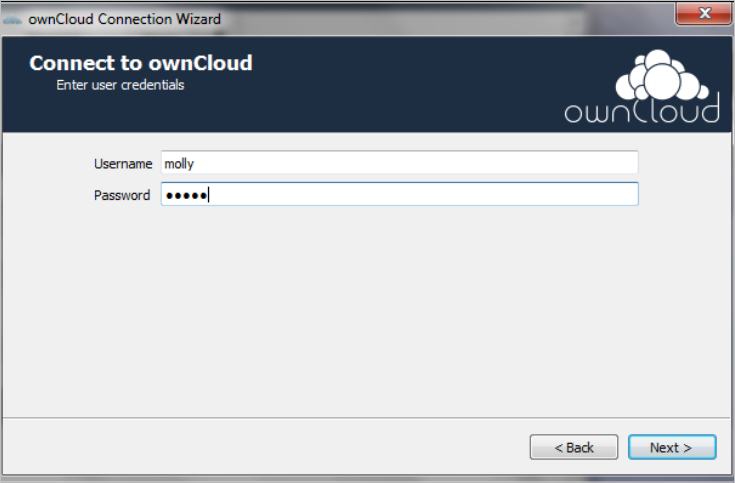 ownCloud Connection Wizard
Connect to ownCloud
Enter user credentials
ownCloud
Username molly
Password ●●●●●
< Back Next >